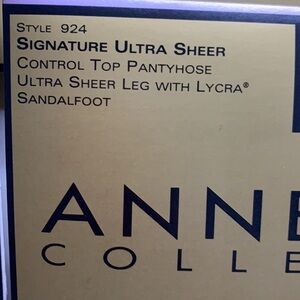 STYLE 924
SIGNATURE ULTRA SHEER
CONTROL TOP PANTYHOSE
ULTRA SHEER LEG WITH LYCRA®
SANDALFOOT
ANNE
COLLE